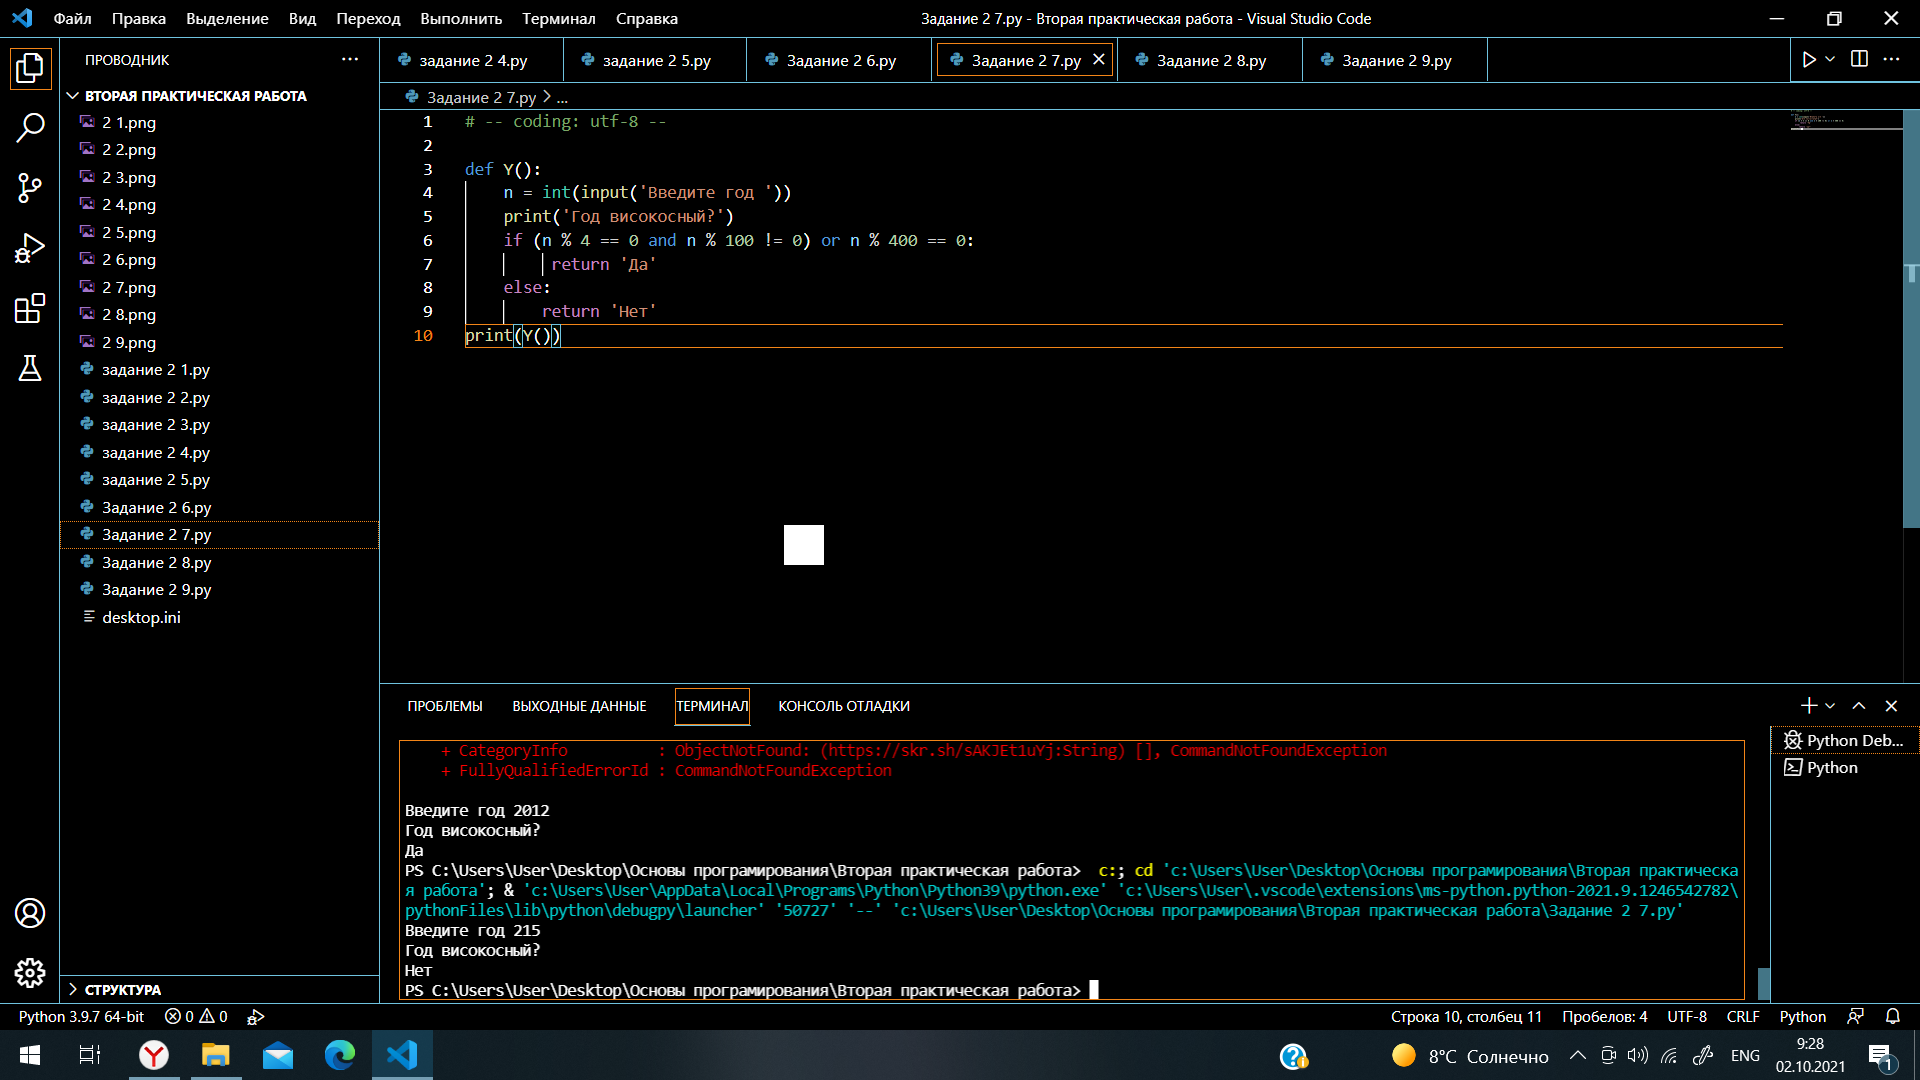 Файл Правка Выделение Вид Переход Выполнить Терминал Справка
Задание 2 7.py - Вторая практическая работа - Visual Studio Code
ПРОВОДНИК
задание 2 4.py
задание 2 5.py
Задание 2 6.py
Задание 2 7.py
Задание 2 8.py
Задание 2 9.py
ВТОРАЯ ПРАКТИЧЕСКАЯ РАБОТА
2 1.png
2 2.png
2 3.png
2 4.png
2 5.png
2 6.png
2 7.png
2 8.png
2 9.png
задание 2 1.py
задание 2 2.py
задание 2 3.py
задание 2 4.py
задание 2 5.py
Задание 2 6.py
Задание 2 7.py
Задание 2 8.py
Задание 2 9.py
desktop.ini
СТРУКТУРА
Задание 2 7.py > ...
1 # -- coding: utf-8 --
2
3 def Y():
4 n = int(input('Введите год '))
5 print('Год високосный?')
6 if (n % 4 == 0 and n % 100 != 0) or n % 400 == 0:
7 return 'Да'
8 else:
9 return 'Нет'
10 print(Y())
ПРОБЛЕМЫ ВЫХОДНЫЕ ДАННЫЕ ТЕРМИНАЛ КОНСОЛЬ ОТЛАДКИ
+ CategoryInfo : ObjectNotFound: (https://skr.sh/sAKJEt1uYj:String) [], CommandNotFoundException
+ FullyQualifiedErrorId : CommandNotFoundException
Введите год 2012
Год високосный?
Да
PS C:\Users\User\Desktop\Основы програмирования\Вторая практическая работа> c:; cd 'c:\Users\User\Desktop\Основы програмирования\Вторая практическа
я работа'; & 'c:\Users\User\AppData\Local\Programs\Python\Python39\python.exe' 'c:\Users\User\.vscode\extensions\ms-python.python-2021.9.1246542782\
pythonFiles\lib\python\debugpy\launcher' '50727' '--' 'c:\Users\User\Desktop\Основы програмирования\Вторая практическая работа\Задание 2 7.py'
Введите год 215
Год високосный?
Нет
PS C:\Users\User\Desktop\Основы програмирования\Вторая практическая работа>
Python Deb...
Python
Python 3.9.7 64-bit 0 0
Строка 10, столбец 11 Пробелов: 4 UTF-8 CRLF Python
8°C Солнечно
ENG
9:28
02.10.2021
1